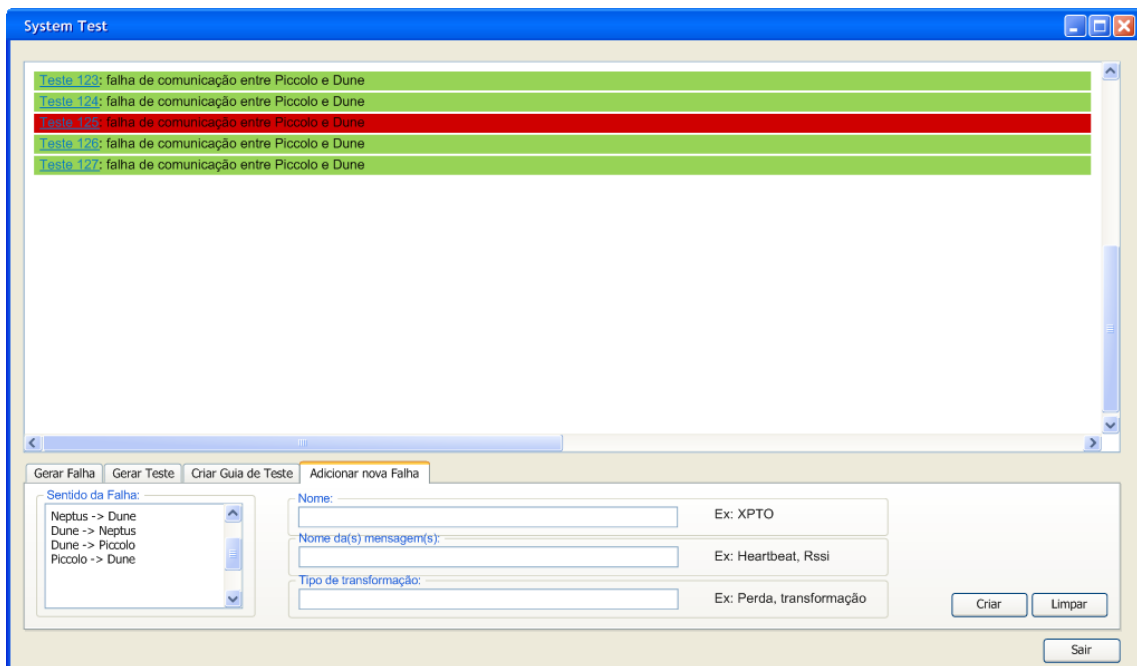 System Test
Teste 123: falha de comunicação entre Piccolo e Dune
Teste 124: falha de comunicação entre Piccolo e Dune
Teste 125: falha de comunicação entre Piccolo e Dune
Teste 126: falha de comunicação entre Piccolo e Dune
Teste 127: falha de comunicação entre Piccolo e Dune
Gerar Falha Gerar Teste Criar Guia de Teste Adicionar nova Falha
Sentido da Falha:
Neptus -> Dune
Dune -> Neptus
Dune -> Piccolo
Piccolo -> Dune
Nome:
Ex: XPTO
Nome da(s) mensagem(s):
Ex: Heartbeat, Rssi
Tipo de transformação:
Ex: Perda, transformação
Criar Limpar
Sair